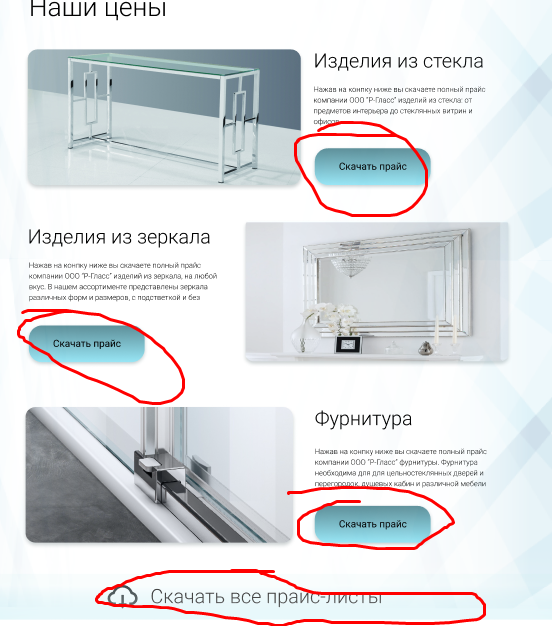 Наши цены
Изделия из стекла
Нажав на конпку ниже вы скачаете полный прайс
компании ООО "Р-Гласс" изделий из стекла: от
предметов интерьера до стеклянных витрин и
офисов
Скачать прайс
Изделия из зеркала
Нажав на конпку ниже вы скачаете полный прайс
компании ООО "Р-Гласс" изделий из зеркала, на любой
вкус. В нашем ассортименте представлены зеркала
различных форм и размеров, с подстветкой и без
Скачать прайс
Фурнитура
Нажав на конпку ниже вы скачаете полный прайс
компании ООО "Р-Гласс" фурнитуры. Фурнитура
необходима для для цельностеклянных дверей и
перегородок, душевых кабин и различной мебели
Скачать прайс
Скачать все прайс-листы